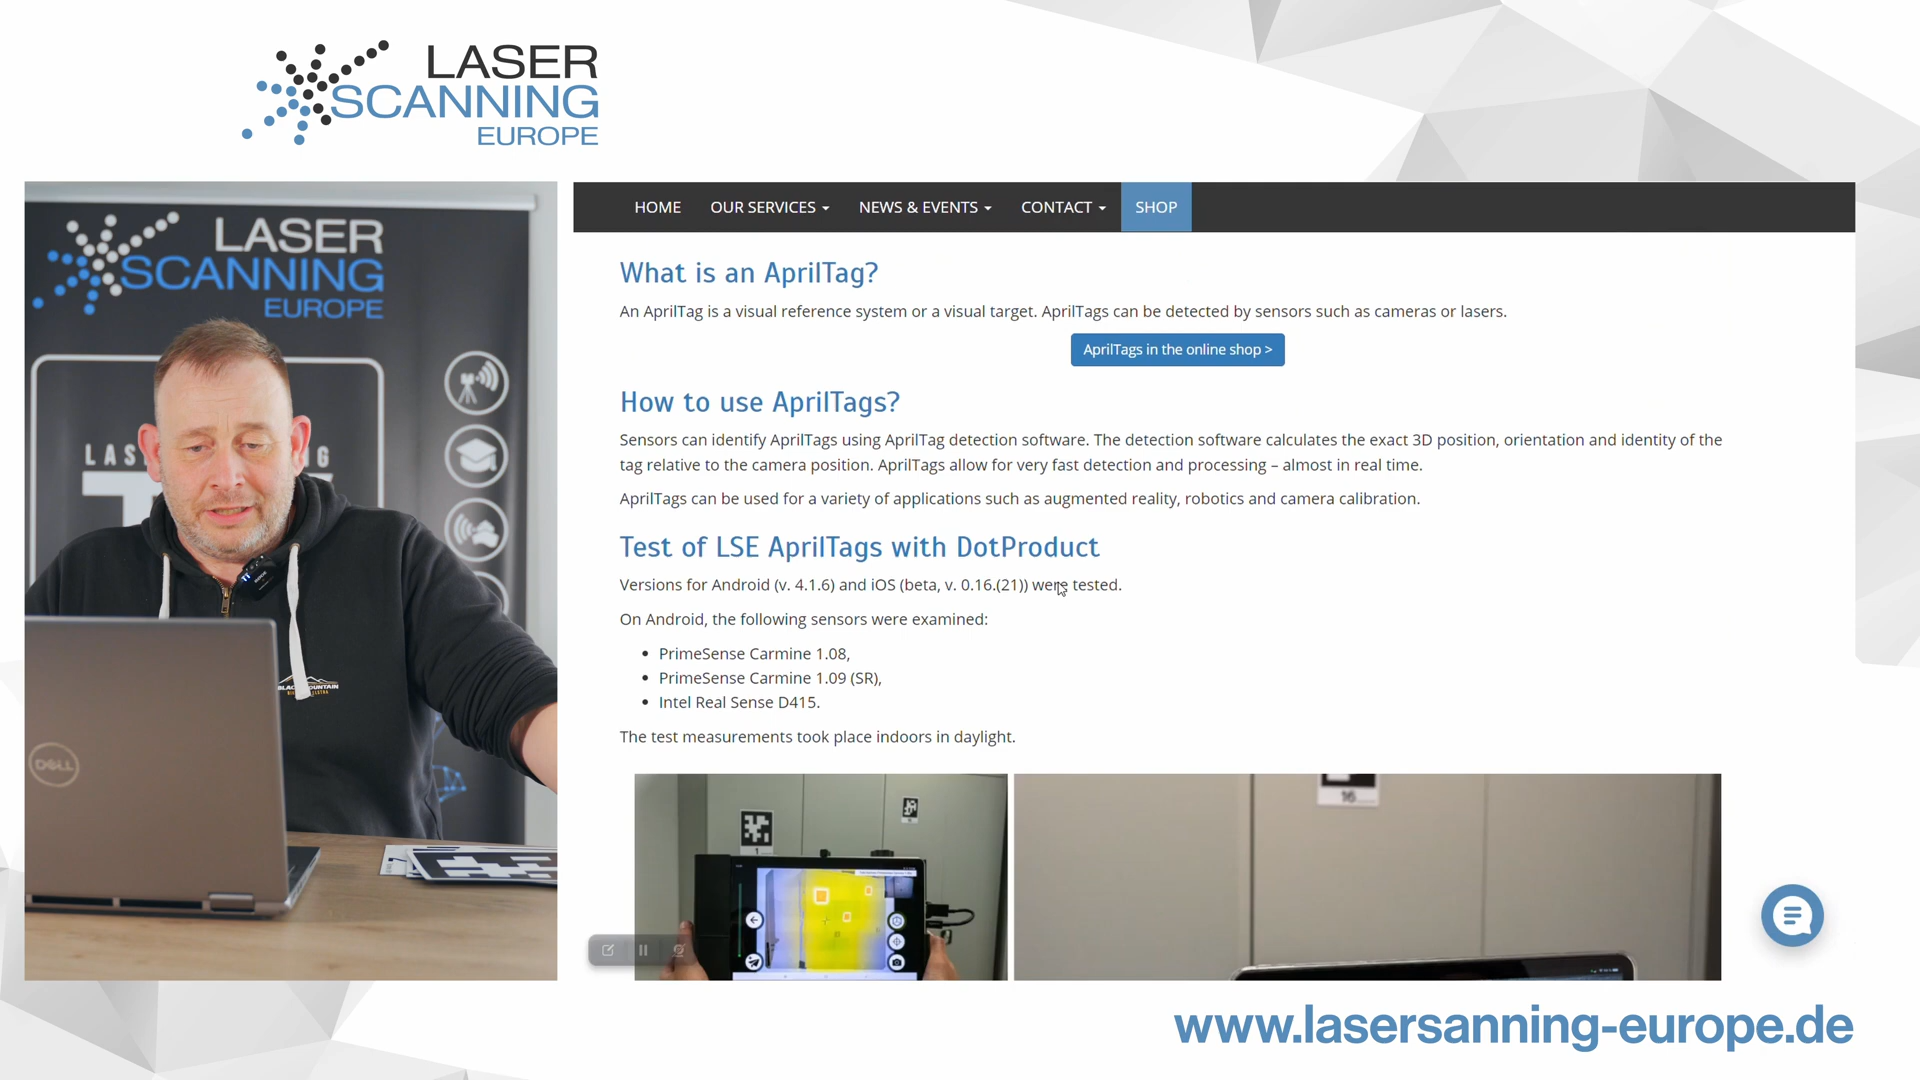 LASER
SCANNING
EUROPE
LASER
SCANNING
EUROPE
DELL
HOME
OUR SERVICES
NEWS & EVENTS
CONTACT
SHOP
What is an AprilTag?
An AprilTag is a visual reference system or a visual target. AprilTags can be detected by sensors such as cameras or lasers.
AprilTags in the online shop >
How to use AprilTags?
Sensors can identify AprilTags using AprilTag detection software. The detection software calculates the exact 3D position, orientation and identity of the
tag relative to the camera position. AprilTags allow for very fast detection and processing – almost in real time.
AprilTags can be used for a variety of applications such as augmented reality, robotics and camera calibration.
Test of LSE AprilTags with DotProduct
Versions for Android (v. 4.1.6) and iOS (beta, v. 0.16.(21)) were tested.
On Android, the following sensors were examined:
• PrimeSense Carmine 1.08,
• PrimeSense Carmine 1.09 (SR),
• Intel Real Sense D415.
The test measurements took place indoors in daylight.
1
16
www.lasersanning-europe.de